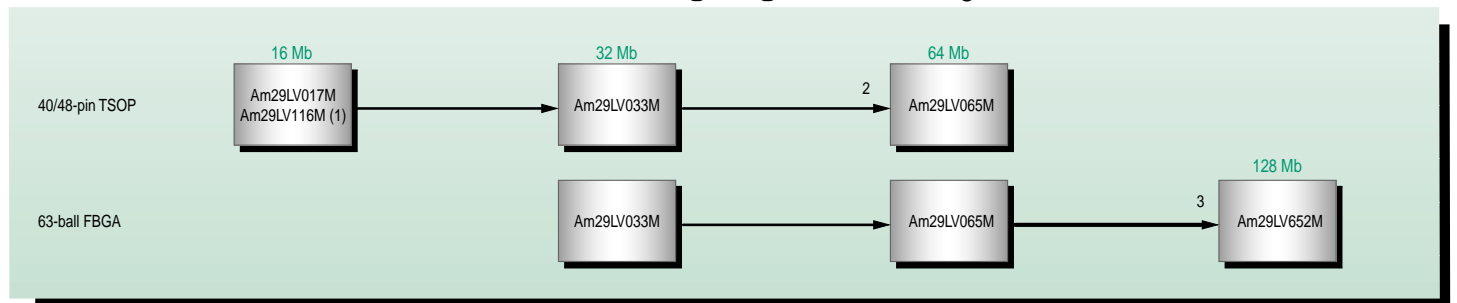 16 Mb
32 Mb
64 Mb
40/48-pin TSOP
Am29LV017M
Am29LV116M (1)
Am29LV033M
2
Am29LV065M
128 Mb
63-ball FBGA
Am29LV033M
Am29LV065M
3
Am29LV652M